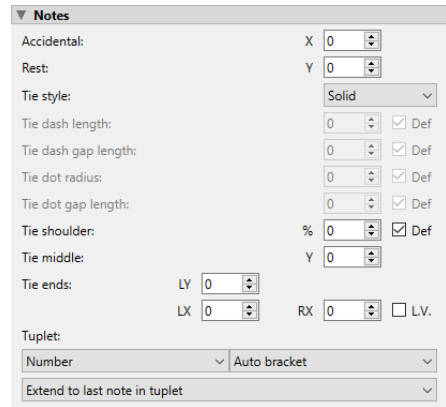 Notes
Accidental: X 0
Rest: Y 0
Tie style: Solid
Tie dash length: 0 Def
Tie dash gap length: 0 Def
Tie dot radius: 0 Def
Tie dot gap length: 0 Def
Tie shoulder: % 0 Def
Tie middle: Y 0
Tie ends: LY 0
LX 0 RX 0 L.V.
Tuplet:
Number Auto bracket
Extend to last note in tuplet